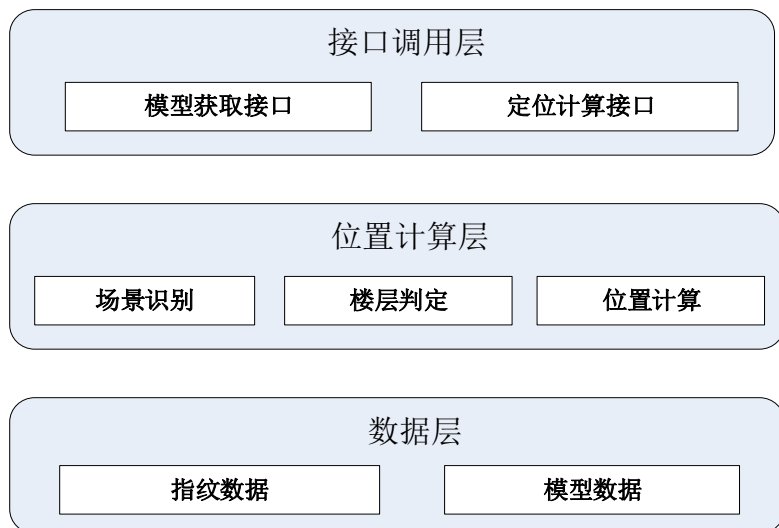 接口调用层
模型获取接口 定位计算接口
位置计算层
场景识别 楼层判定 位置计算
数据层
指纹数据 模型数据